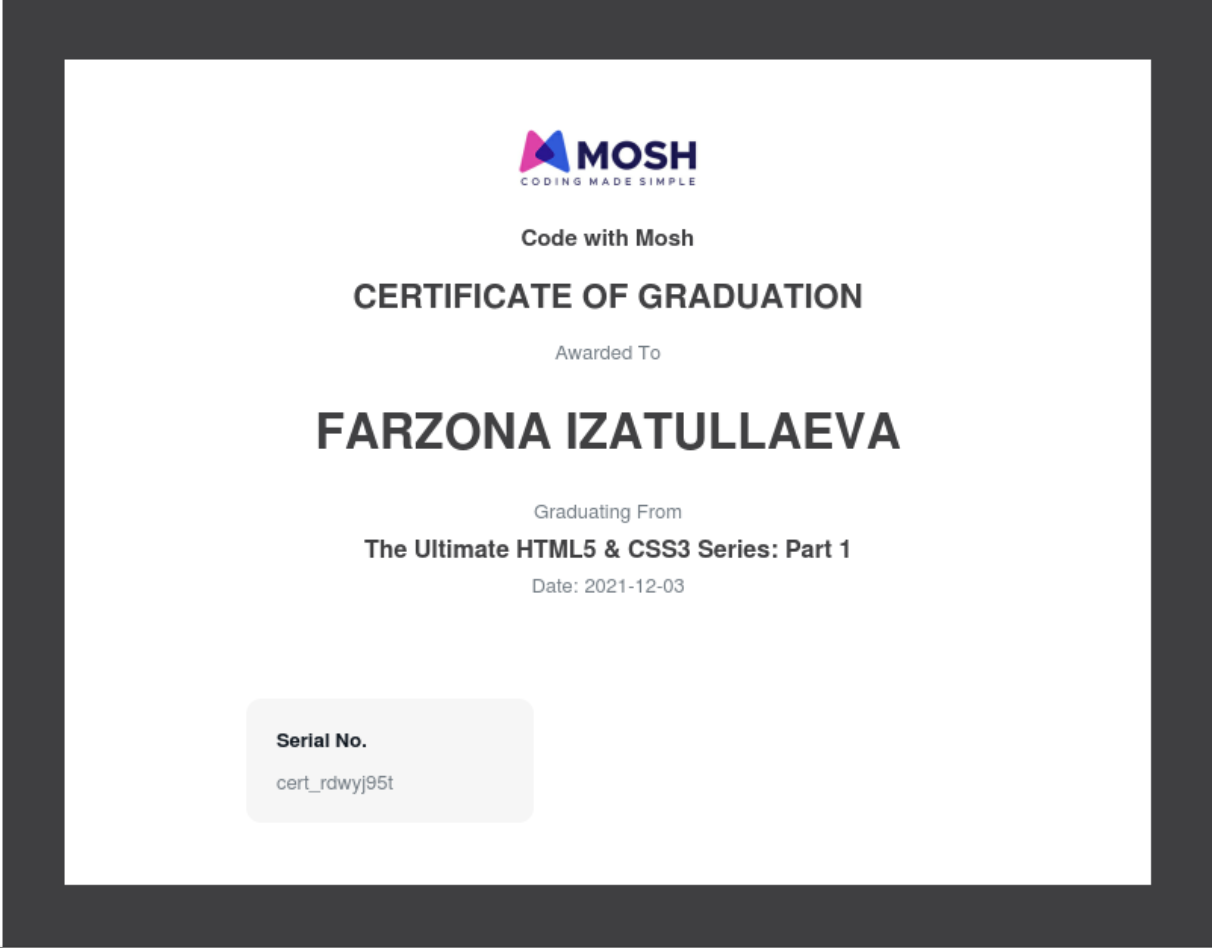 MOSH
CODING MADE SIMPLE
Code with Mosh
CERTIFICATE OF GRADUATION
Awarded To
FARZONA IZATULLAEVA
Graduating From
The Ultimate HTML5 & CSS3 Series: Part 1
Date: 2021-12-03
Serial No.
cert_rdwyj95t